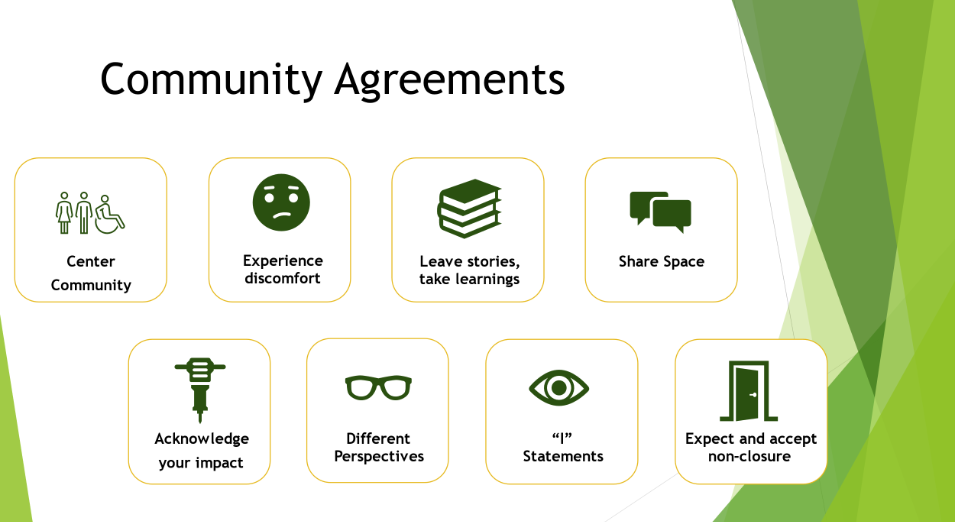 Community Agreements
Center
Community
Experience
discomfort
Leave stories,
take learnings
Share Space
Acknowledge
your impact
Different
Perspectives
“I”
Statements
Expect and accept
non-closure